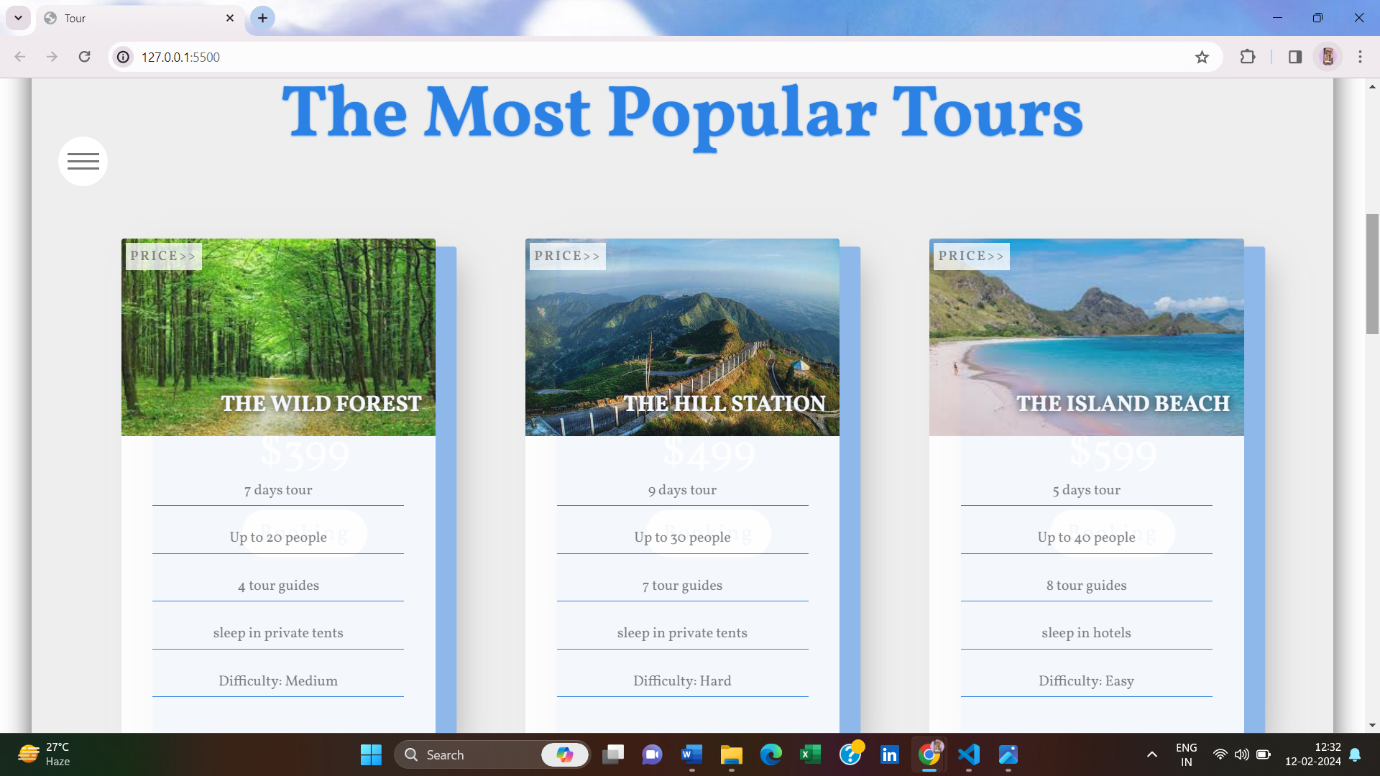 Tour
127.0.0.1:5500
The Most Popular Tours
PRICE>>
THE WILD FOREST
$399
7 days tour
Up to 20 people
4 tour guides
sleep in private tents
Difficulty: Medium
PRICE>>
THE HILL STATION
$499
9 days tour
Up to 30 people
7 tour guides
sleep in private tents
Difficulty: Hard
PRICE>>
THE ISLAND BEACH
$599
5 days tour
Up to 40 people
8 tour guides
sleep in hotels
Difficulty: Easy
27°C
Haze
Search
ENG
IN
12:32
12-02-2024